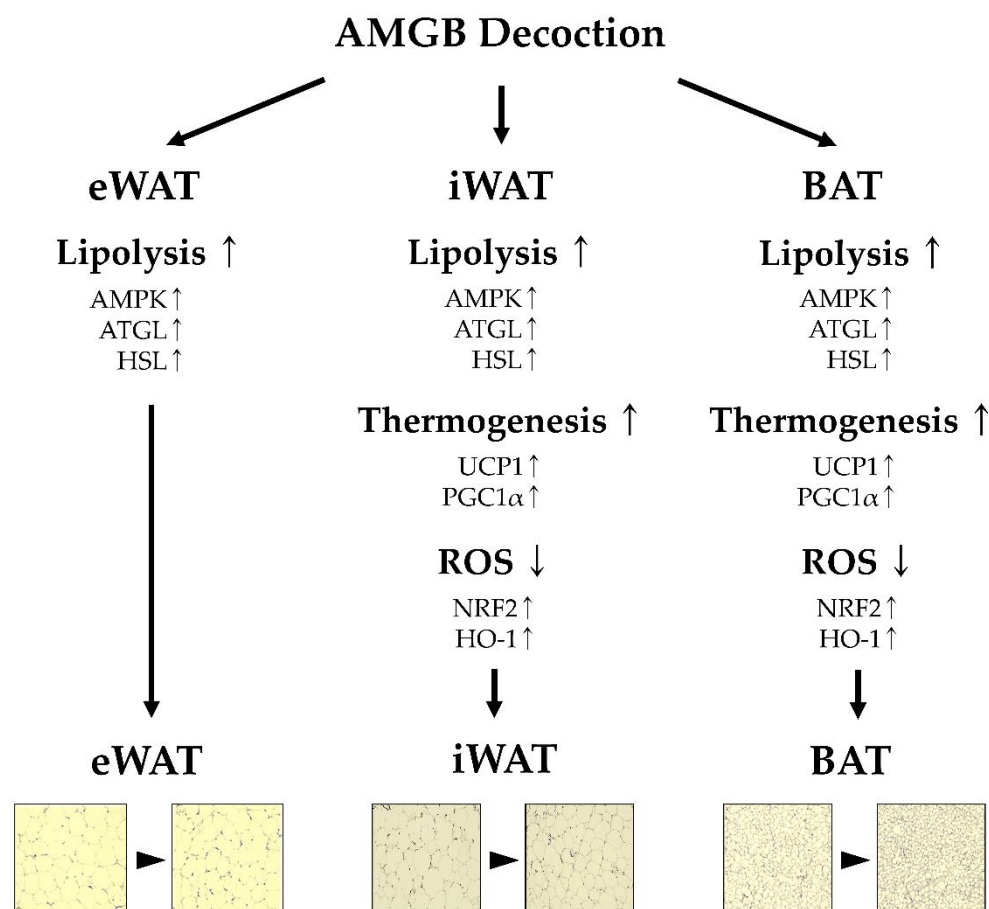 AMGB Decoction
eWAT
Lipolysis ↑
AMPK↑
ATGL↑
HSL↑
eWAT
iWAT
Lipolysis ↑
AMPK↑
ATGL↑
HSL↑
Thermogenesis ↑
UCP1↑
PGC1α↑
ROS ↓
NRF2↑
HO-1↑
iWAT
BAT
Lipolysis ↑
AMPK↑
ATGL↑
HSL↑
Thermogenesis ↑
UCP1↑
PGC1α↑
ROS ↓
NRF2↑
HO-1↑
BAT